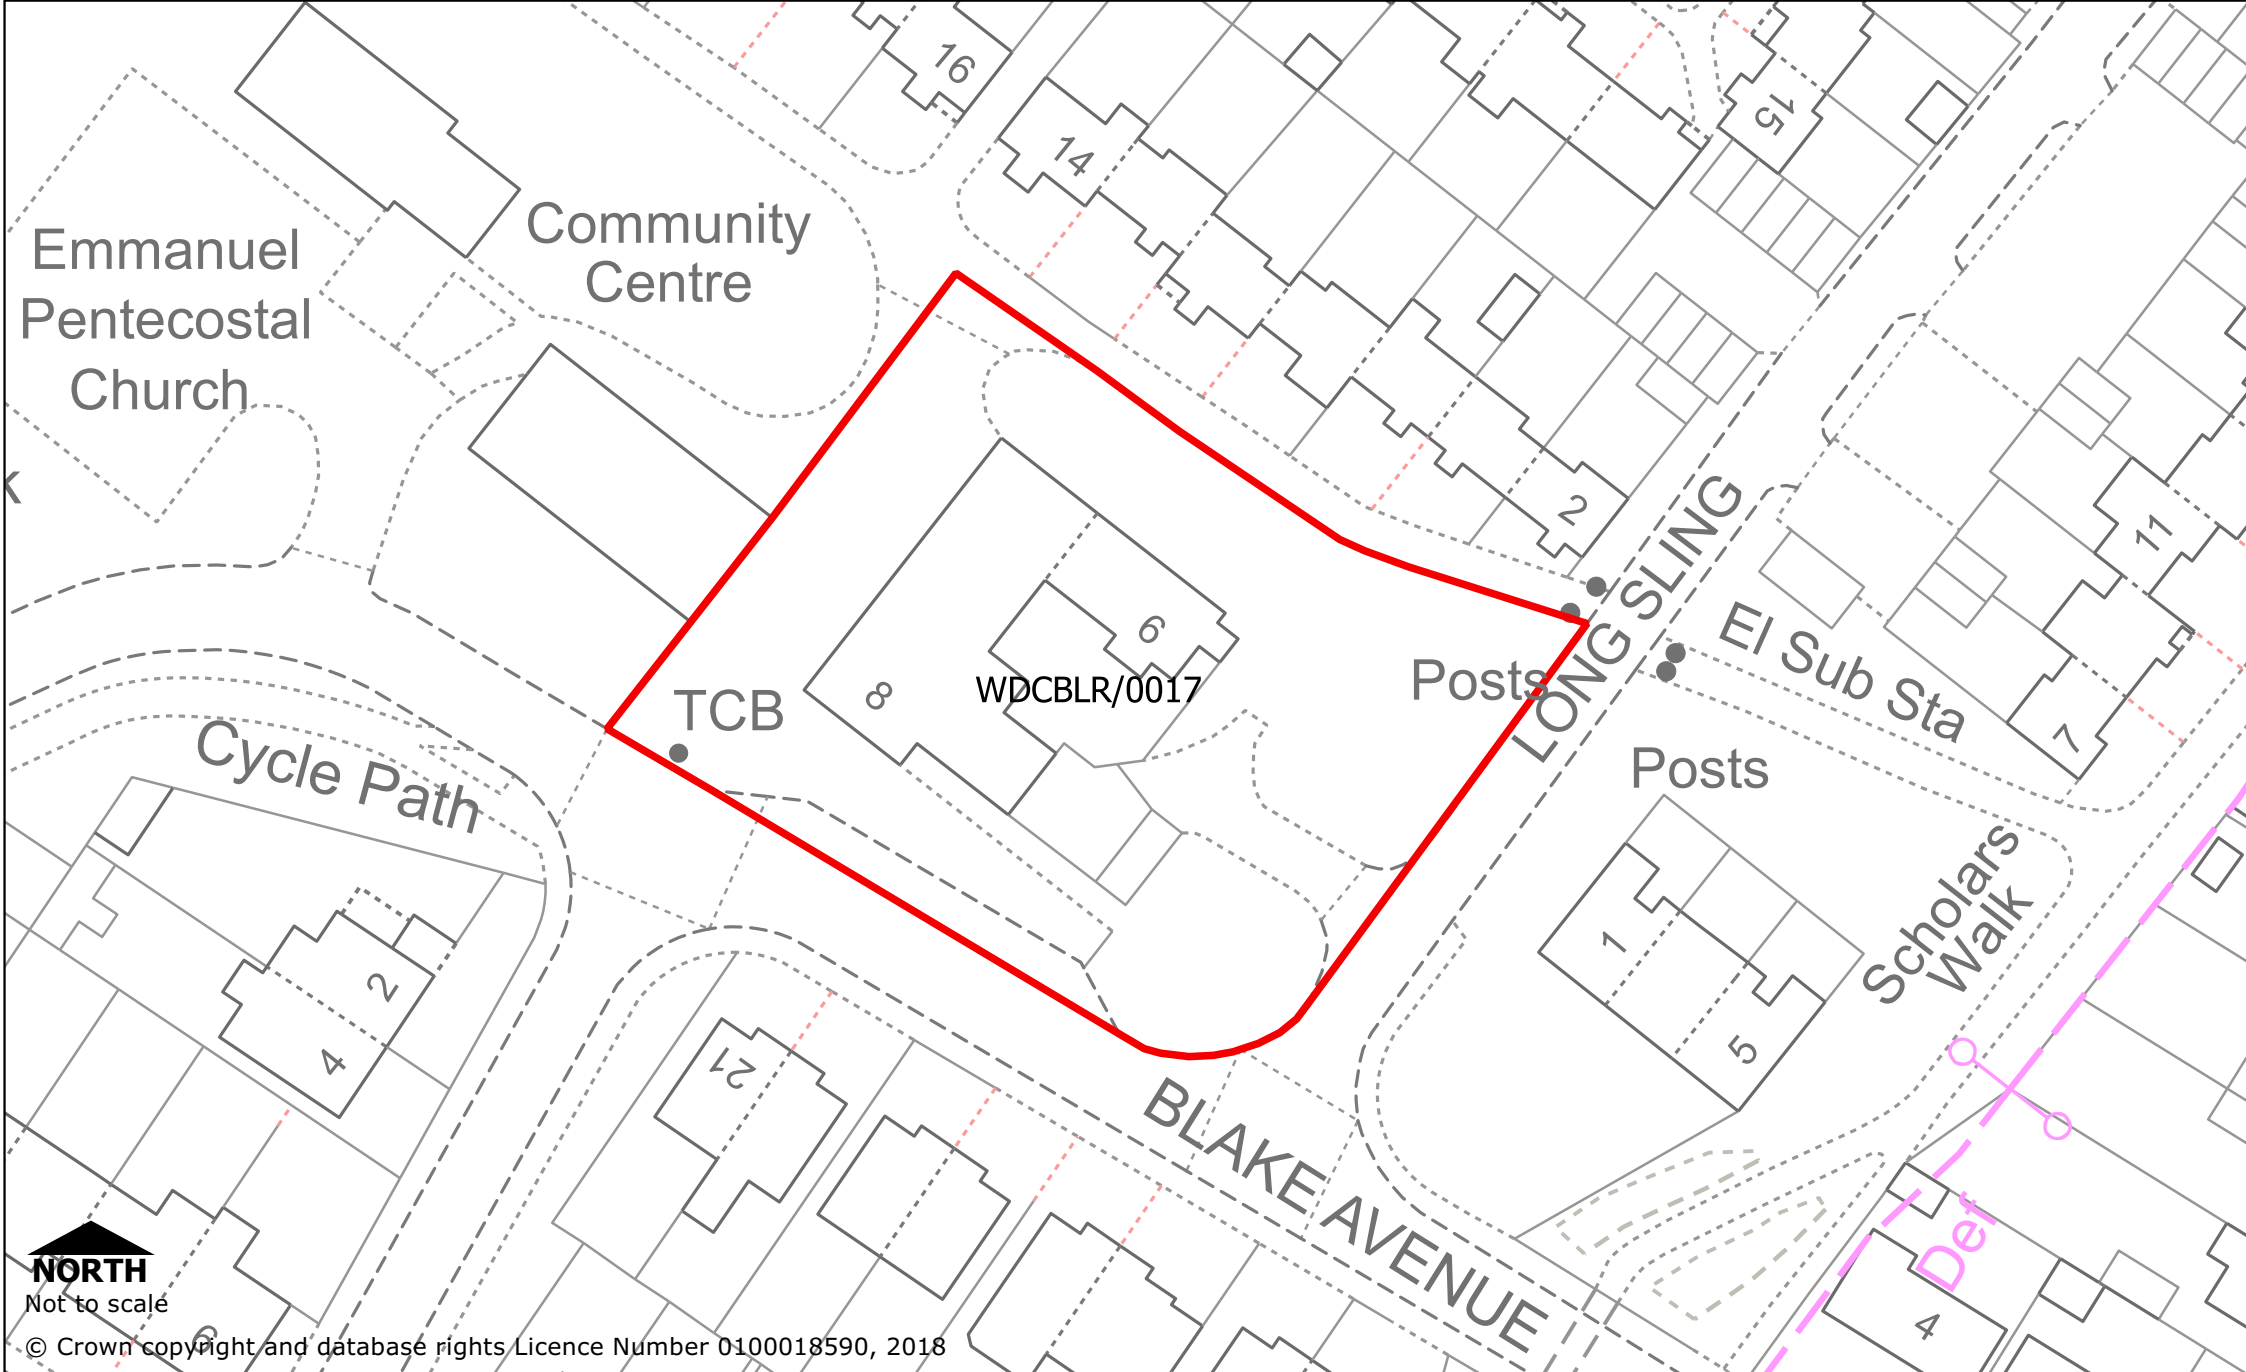 16
14
15
Community
Centre
Emmanuel
Pentecostal
Church
2
LONG SLING
11
El Sub Sta
6
WDCBLR/0017
8
TCB
Posts
Posts
7
Cycle Path
Scholars
Walk
1
5
2
4
21
BLAKE AVENUE
Def
4
6
NORTH
Not to scale
© Crown copyright and database rights Licence Number 0100018590, 2018